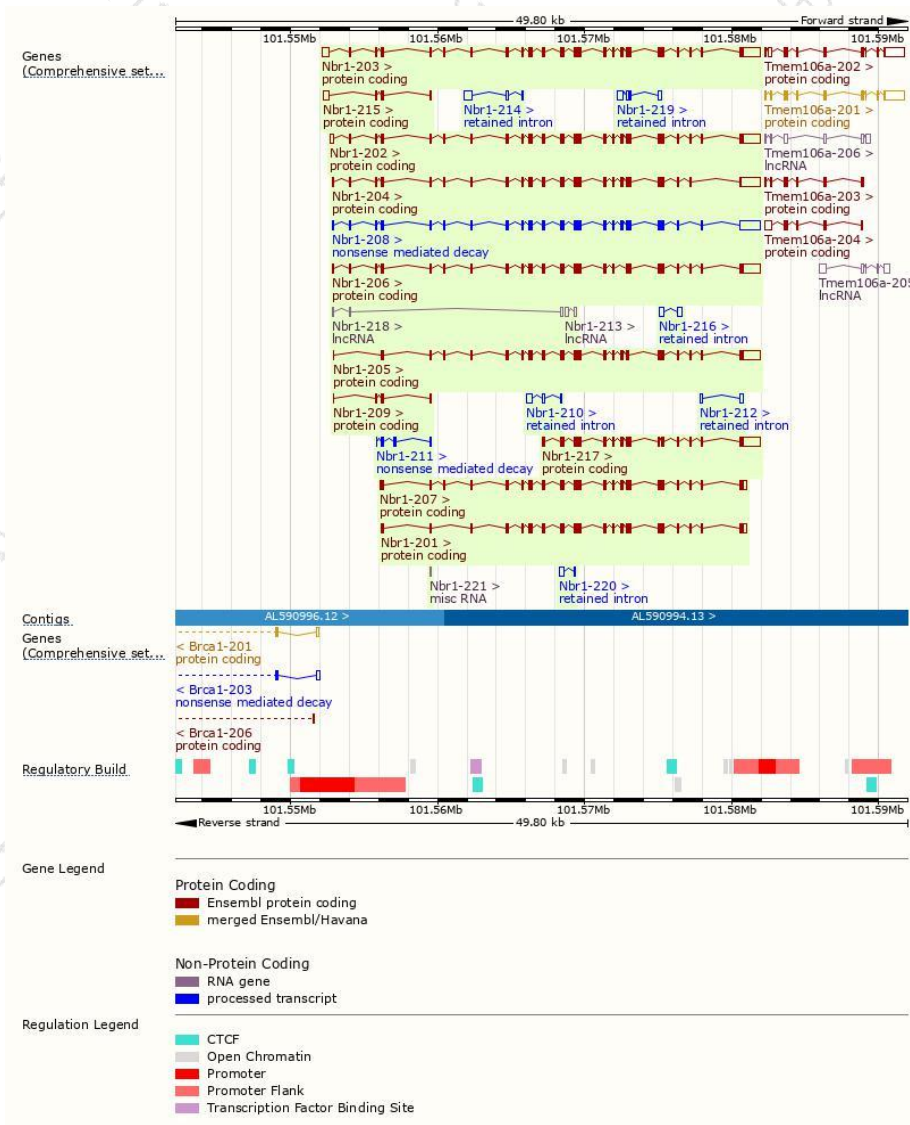 49.80 kb Forward strand
101.55Mb 101.56Mb 101.57Mb 101.58Mb 101.59Mb
Genes
(Comprehensive set...
Nbr1-203 > Tmem106a-202 >
protein coding protein coding
Nbr1-215 > Nbr1-214 > Nbr1-219 > Tmem106a-201 >
protein coding retained intron retained intron protein coding
Nbr1-202 > Tmem106a-206 >
protein coding lncRNA
Nbr1-204 > Tmem106a-203 >
protein coding protein coding
Nbr1-208 > Tmem106a-204 >
nonsense mediated decay protein coding
Nbr1-206 > Tmem106a-205
protein coding lncRNA
Nbr1-218 > Nbr1-213 > Nbr1-216 >
lncRNA lncRNA retained intron
Nbr1-205 >
protein coding
Nbr1-209 > Nbr1-210 > Nbr1-212 >
protein coding retained intron retained intron
Nbr1-211 > Nbr1-217 >
nonsense mediated decay protein coding
Nbr1-207 >
protein coding
Nbr1-201 >
protein coding
Nbr1-221 > Nbr1-220 >
misc RNA retained intron
Contigs AL590996.12 > AL590994.13 >
Genes
(Comprehensive set...
< Brca1-201
protein coding
< Brca1-203
nonsense mediated decay
< Brca1-206
protein coding
Regulatory Build
101.55Mb 101.56Mb 101.57Mb 101.58Mb 101.59Mb
Reverse strand 49.80 kb
Gene Legend
Protein Coding
Ensembl protein coding
merged Ensembl/Havana
Non-Protein Coding
RNA gene
processed transcript
Regulation Legend
CTCF
Open Chromatin
Promoter
Promoter Flank
Transcription Factor Binding Site